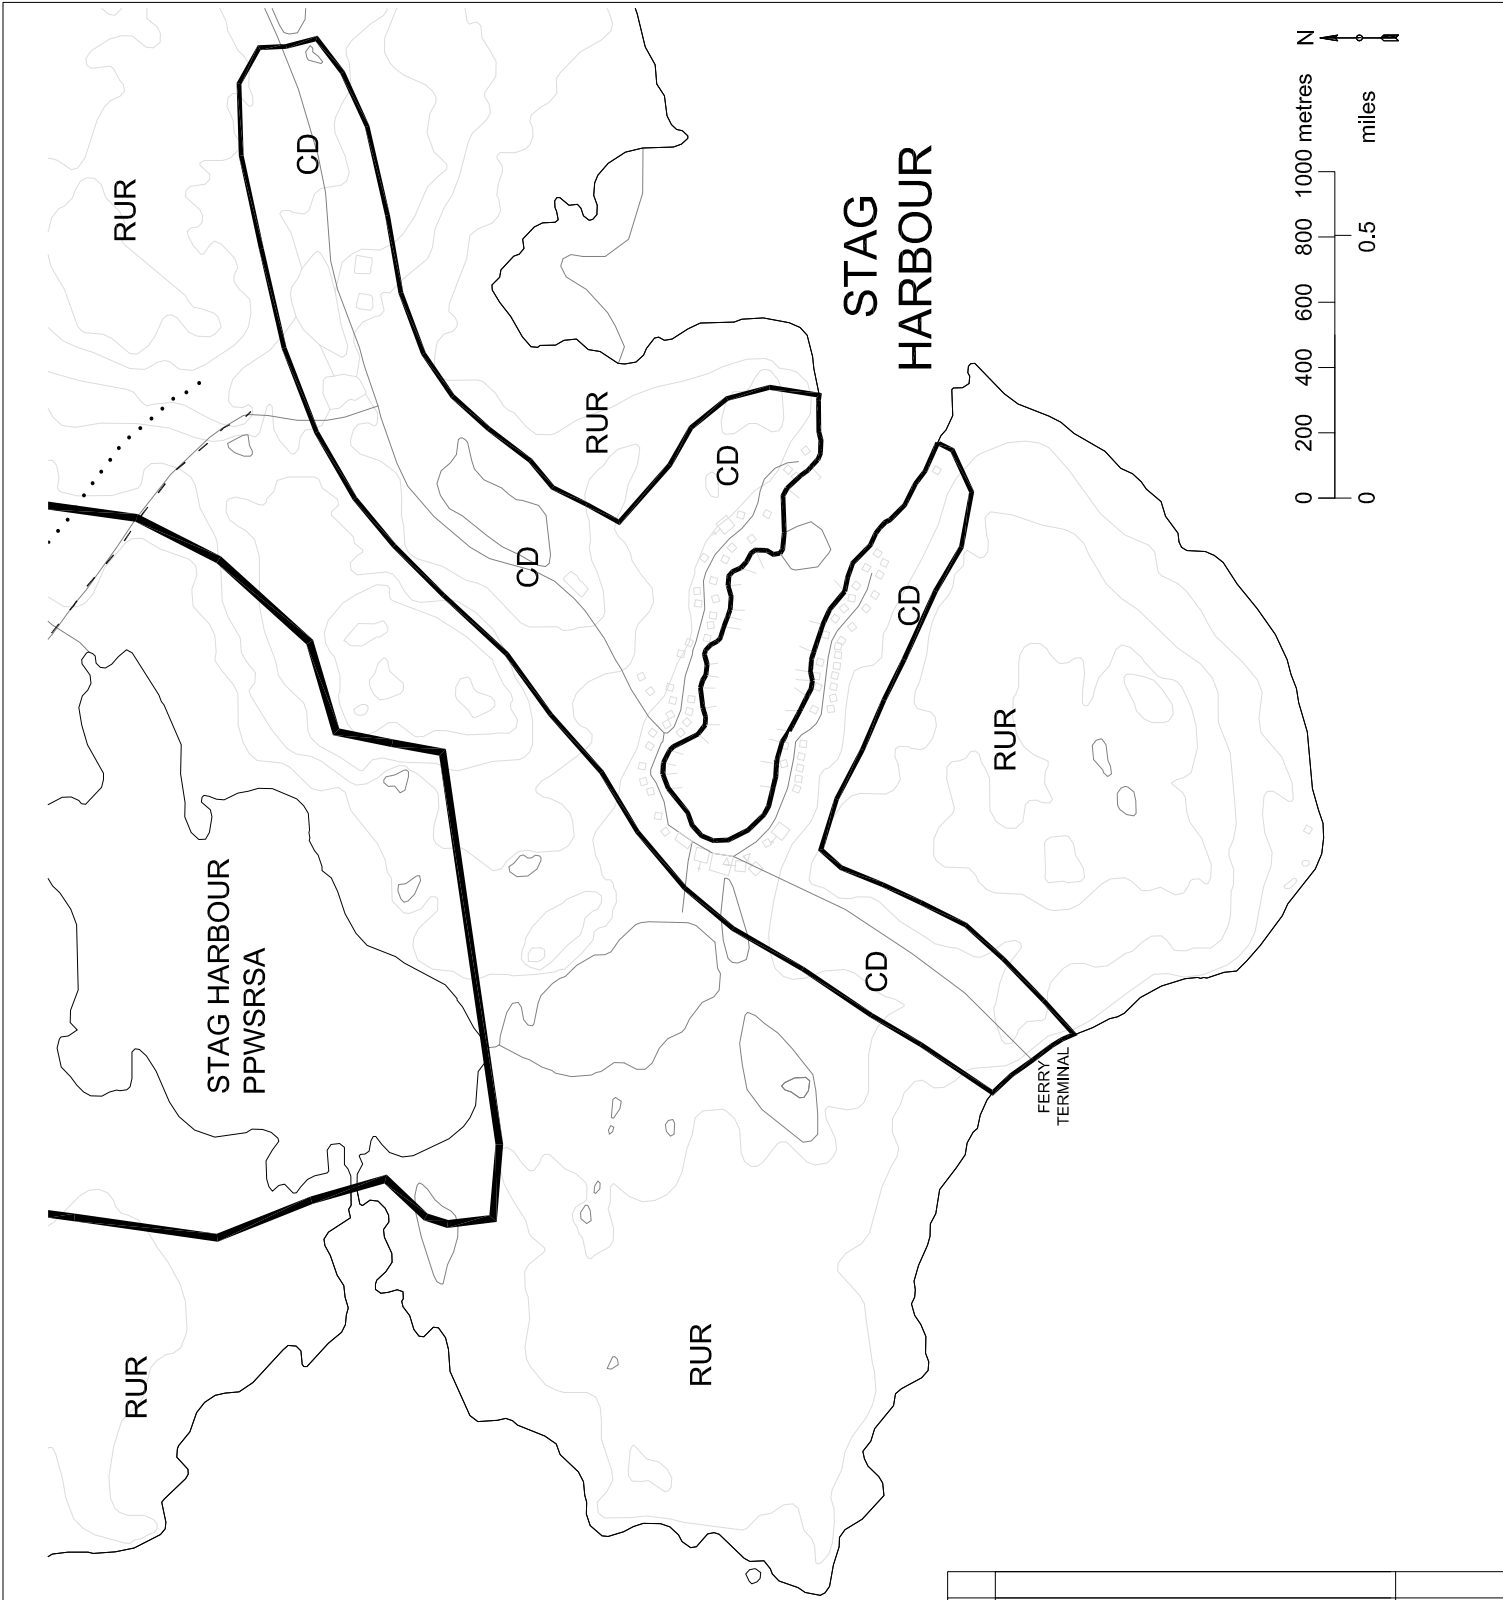 RUR
CD
STAG
HARBOUR
N
0 200 400 600 800 1000 metres
0 0.5 miles
RUR
CD
CD
CD
RUR
STAG HARBOUR
PPWSRSA
CD
FERRY
TERMINAL
RUR
RUR